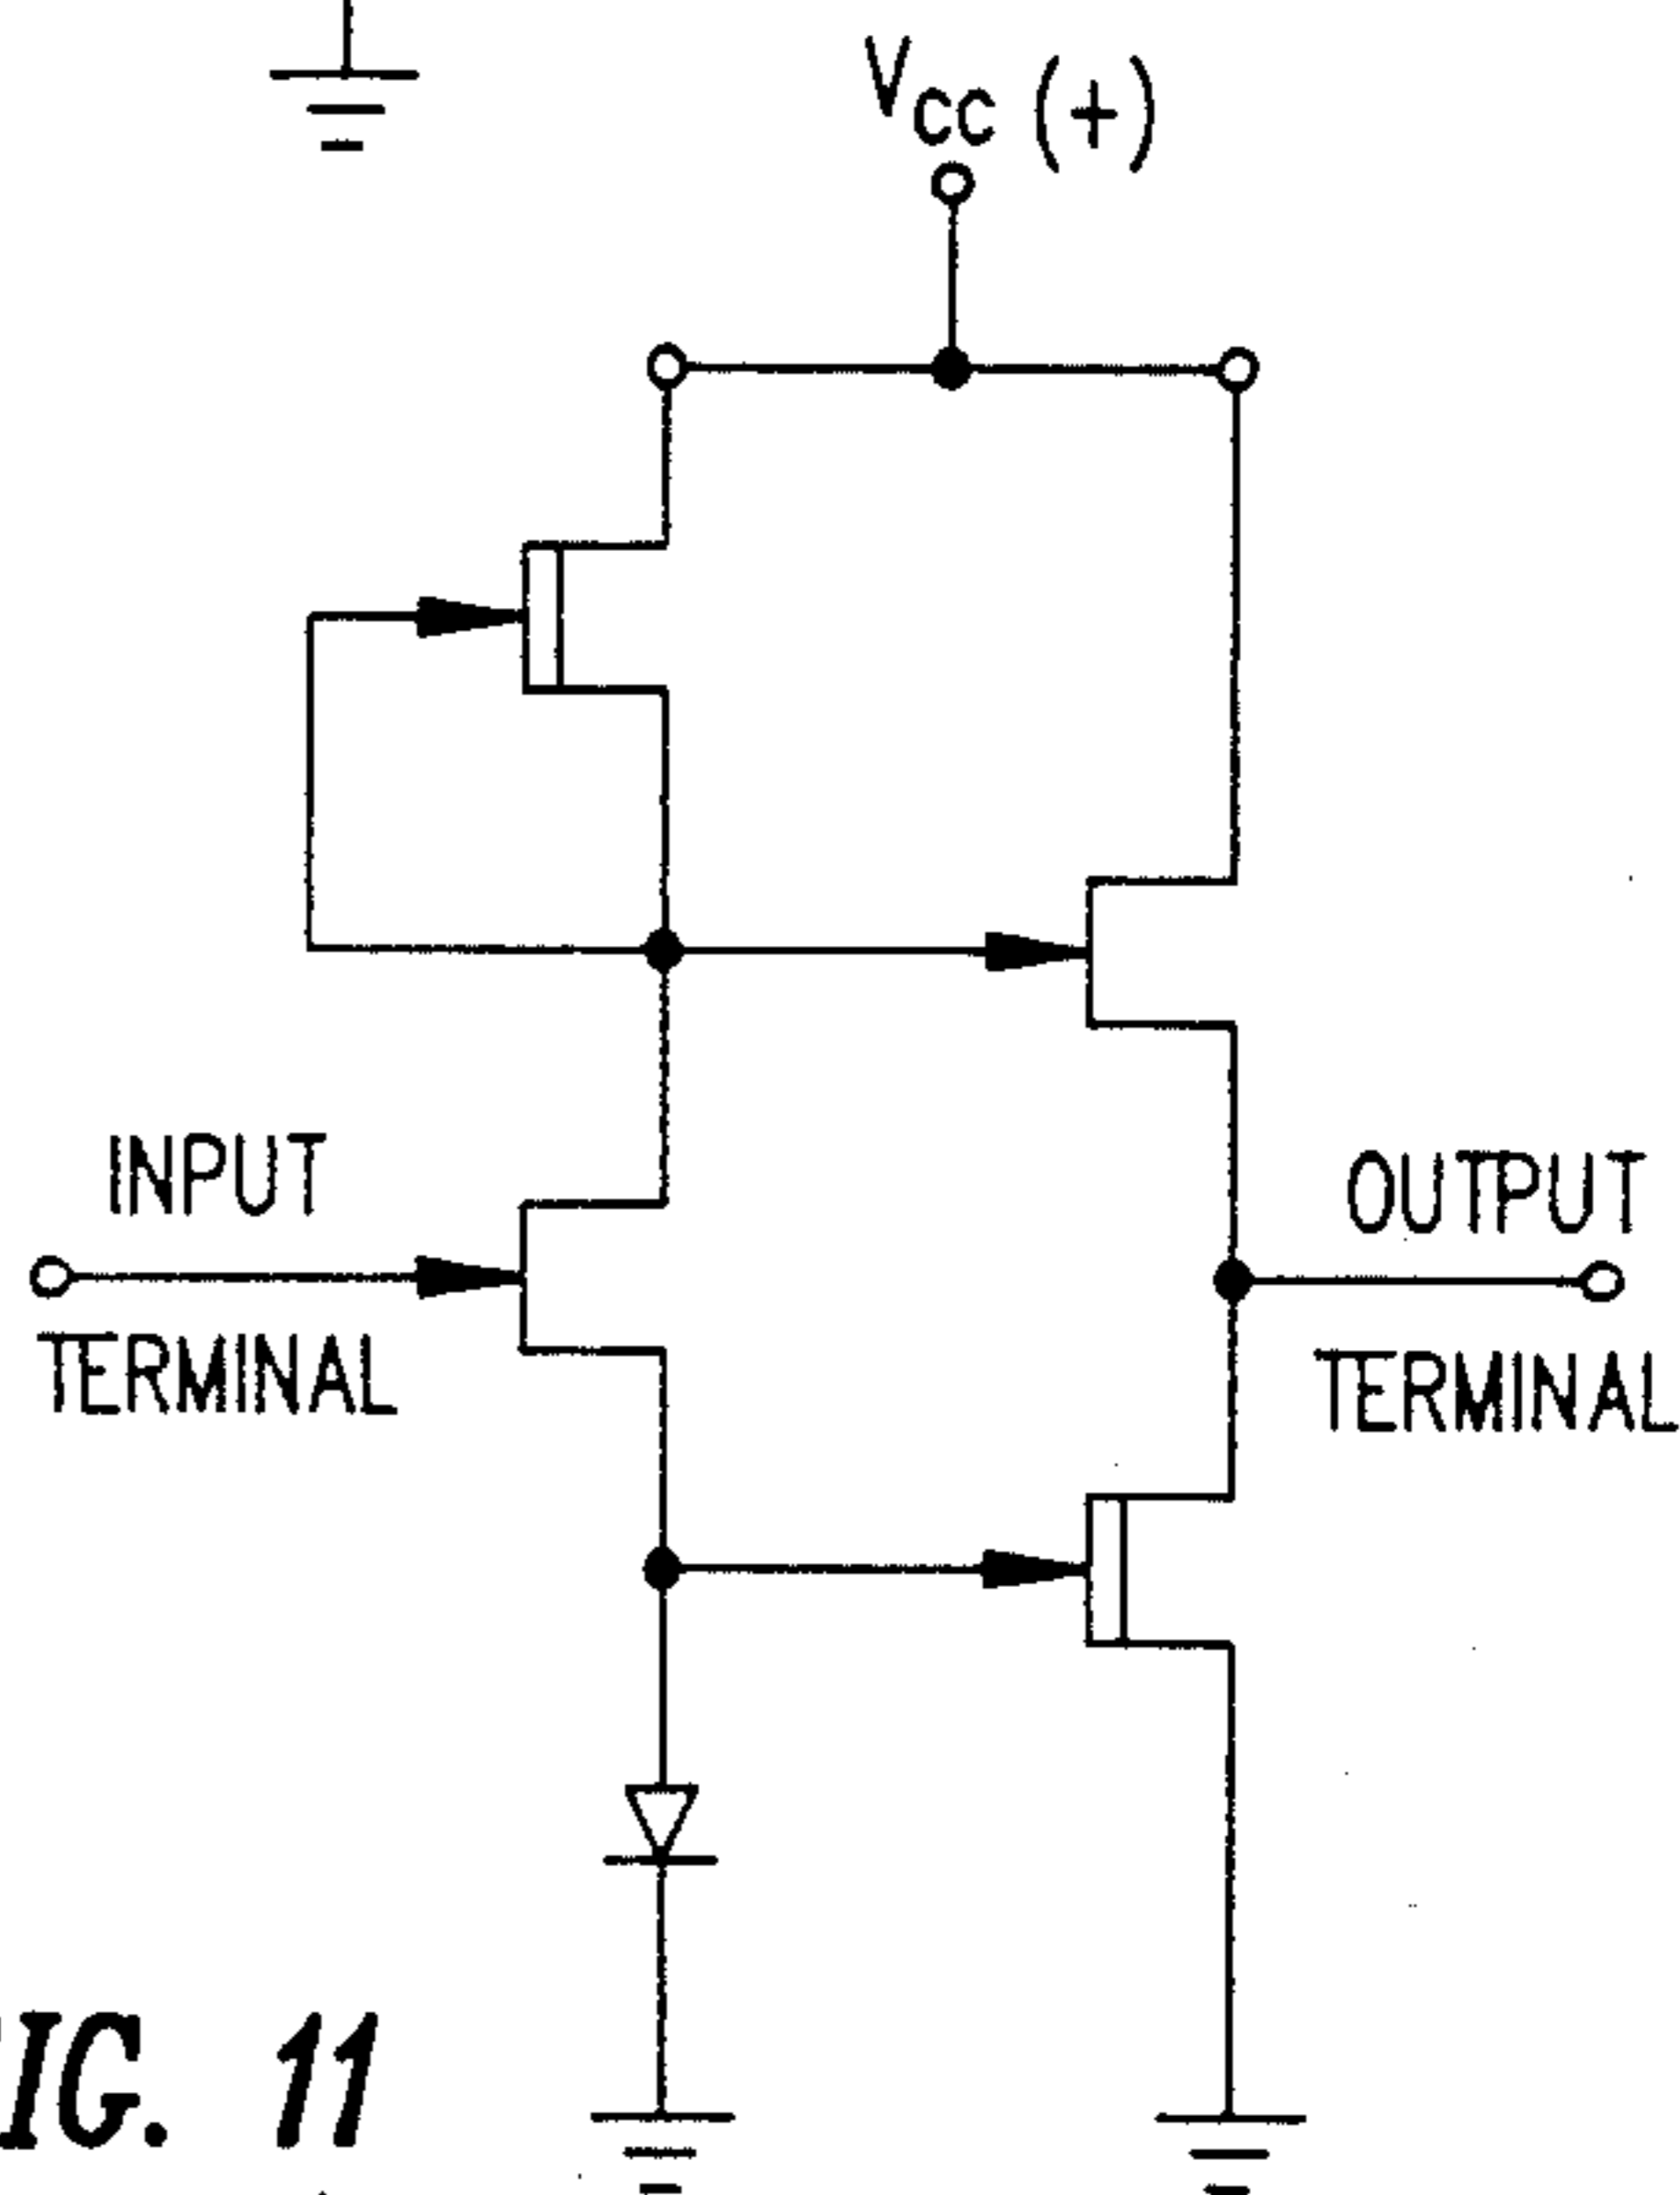 VCC (+)
INPUT
TERMINAL
OUTPUT
TERMINAL
IG. 11